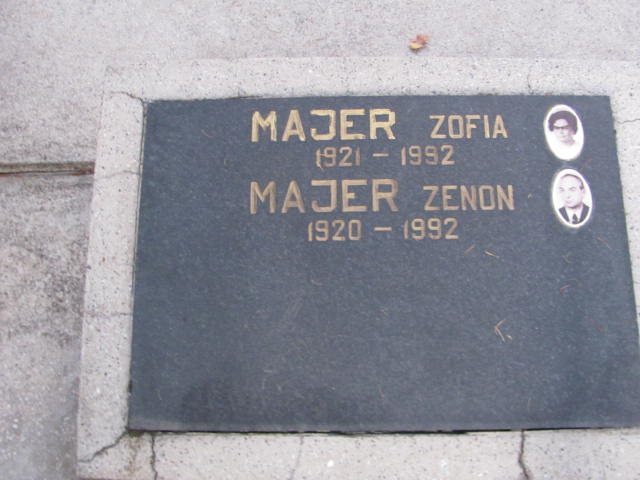 MAJER ZOFIA
1921 - 1992
MAJER ZENON
1920 - 1992